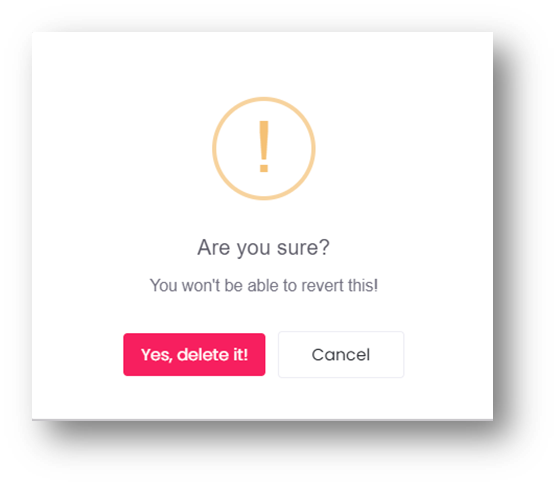 !
Are you sure?
You won't be able to revert this!
Yes, delete it!
Cancel